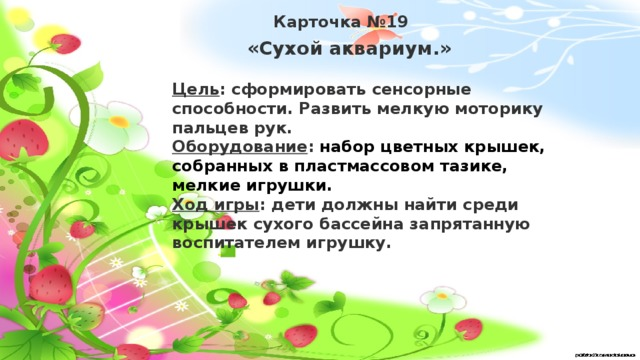 Карточка №19
«Сухой аквариум.»
Цель: сформировать сенсорные
способности. Развить мелкую моторику
пальцев рук.
Оборудование: набор цветных крышек,
собранных в пластмассовом тазике,
мелкие игрушки.
Ход игры: дети должны найти среди
крышек сухого бассейна запрятанную
воспитателем игрушку.